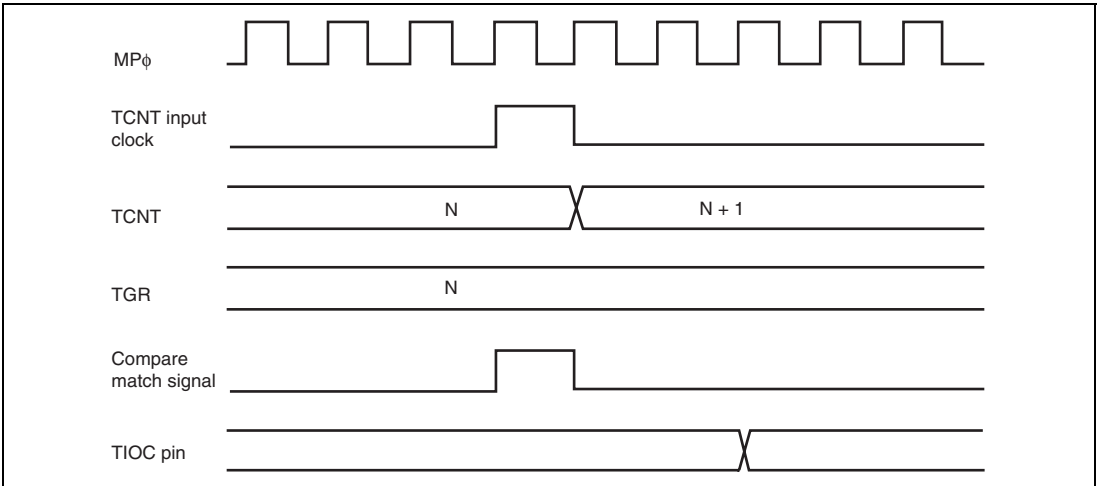 MPφ
TCNT input
clock
TCNT
N
N + 1
TGR
N
Compare
match signal
TIOC pin